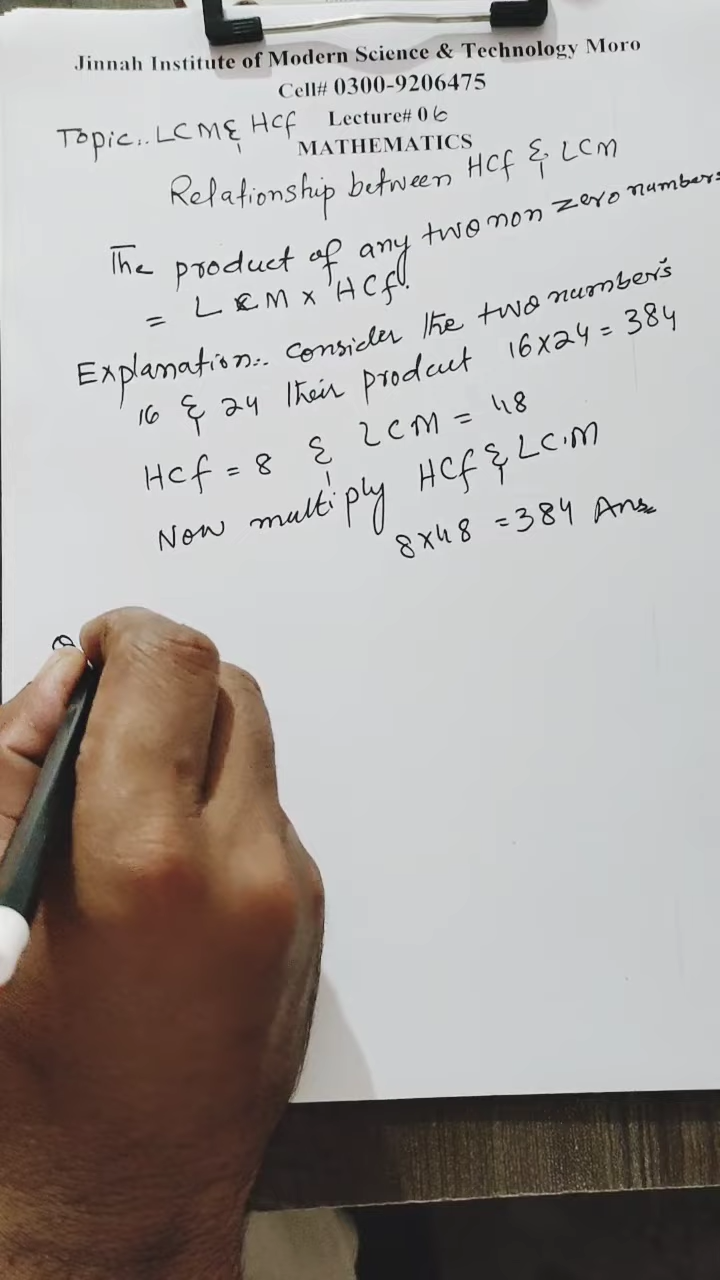 Jinnah Institute of Modern Science & Technology Moro
Cell# 0300-9206475
Topic.. LCM & HCf Lecture# 06
MATHEMATICS
Relationship between HCf & LCM
The product of any two non zero numbers
= LCM x HCf.
Explanation.. Consider the two number's
16 & 24 their product 16x24 = 384
HCf = 8 & LCM = 48
Now multiply HCf & LC.M
8x48 = 384 Ans